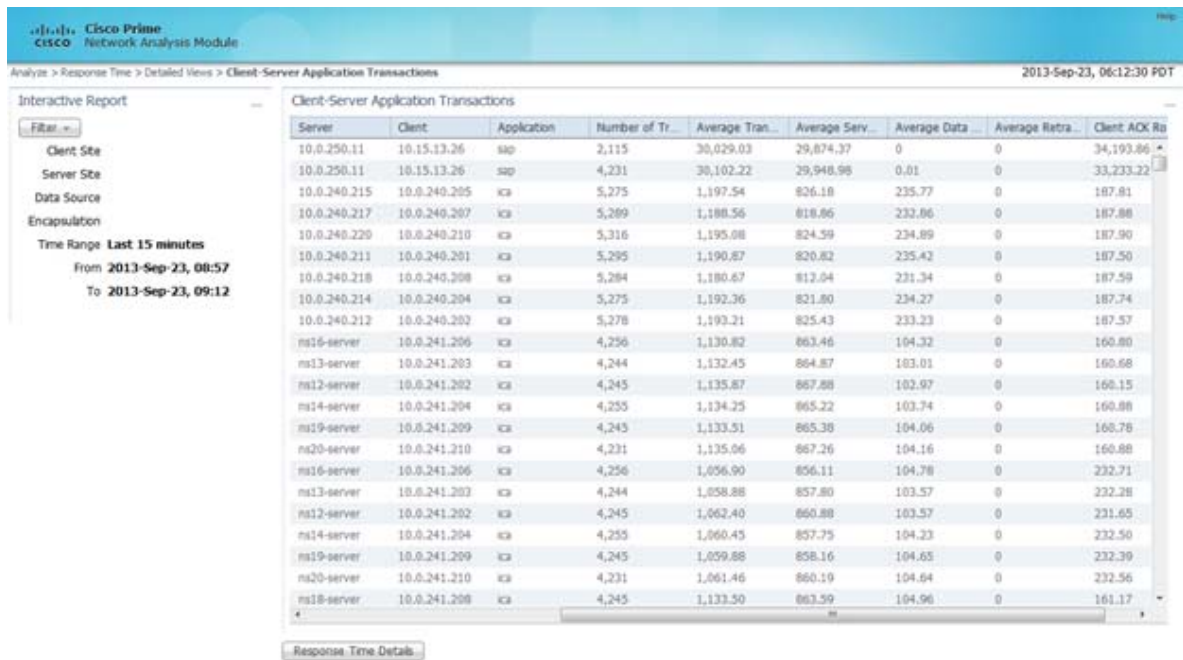 Help
Cisco Prime
CISCO Network Analysis Module
Analyze > Response Time > Detailed Views > Client-Server Application Transactions 2013-Sep-23, 06:12:30 PDT
Interactive Report
Filter
Client Site
Server Site
Data Source
Encapsulation
Time Range Last 15 minutes
From 2013-Sep-23, 08:57
To 2013-Sep-23, 09:12
Client-Server Application Transactions
Server Client Application Number of Tr... Average Tran... Average Serv... Average Data ... Average Retra... Client ACK Ro
10.0.250.11 10.15.13.26 sap 2,115 30,029.03 29,874.37 0 0 34,193.86
10.0.250.11 10.15.13.26 sap 4,231 30,102.22 29,948.98 0.01 0 33,233.22
10.0.240.215 10.0.240.205 ica 5,275 1,197.54 826.18 235.77 0 187.81
10.0.240.217 10.0.240.207 ica 5,289 1,188.56 818.86 232.86 0 187.88
10.0.240.220 10.0.240.210 ica 5,316 1,195.08 824.59 234.89 0 187.90
10.0.240.211 10.0.240.201 ica 5,295 1,190.87 820.82 235.42 0 187.50
10.0.240.218 10.0.240.208 ica 5,284 1,180.67 812.04 231.34 0 187.59
10.0.240.214 10.0.240.204 ica 5,275 1,192.36 821.80 234.27 0 187.74
10.0.240.212 10.0.240.202 ica 5,278 1,193.21 825.43 233.23 0 187.57
ns16-server 10.0.241.206 ica 4,256 1,130.82 863.46 104.32 0 160.80
ns13-server 10.0.241.203 ica 4,244 1,132.45 864.87 103.01 0 160.68
ns12-server 10.0.241.202 ica 4,245 1,135.87 867.88 102.97 0 160.15
ns14-server 10.0.241.204 ica 4,255 1,134.25 865.22 103.74 0 160.88
ns19-server 10.0.241.209 ica 4,245 1,133.51 865.38 104.06 0 160.78
ns20-server 10.0.241.210 ica 4,231 1,135.06 867.26 104.16 0 160.88
ns16-server 10.0.241.206 ica 4,256 1,056.90 856.11 104.78 0 232.71
ns13-server 10.0.241.203 ica 4,244 1,058.88 857.80 103.57 0 232.28
ns12-server 10.0.241.202 ica 4,245 1,062.40 860.88 103.57 0 231.65
ns14-server 10.0.241.204 ica 4,255 1,060.45 857.75 104.23 0 232.50
ns19-server 10.0.241.209 ica 4,245 1,059.88 858.16 104.65 0 232.39
ns20-server 10.0.241.210 ica 4,231 1,061.46 860.19 104.64 0 232.56
ns18-server 10.0.241.208 ica 4,245 1,133.50 863.59 104.96 0 161.17
Response Time Details